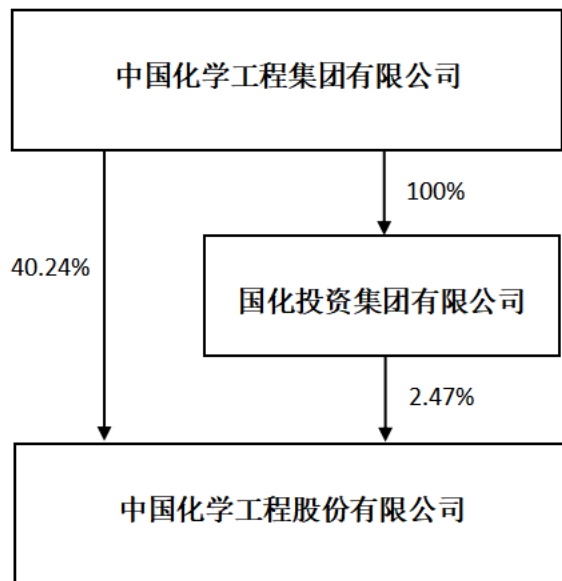 中国化学工程集团有限公司
100%
40.24%
国化投资集团有限公司
2.47%
中国化学工程股份有限公司